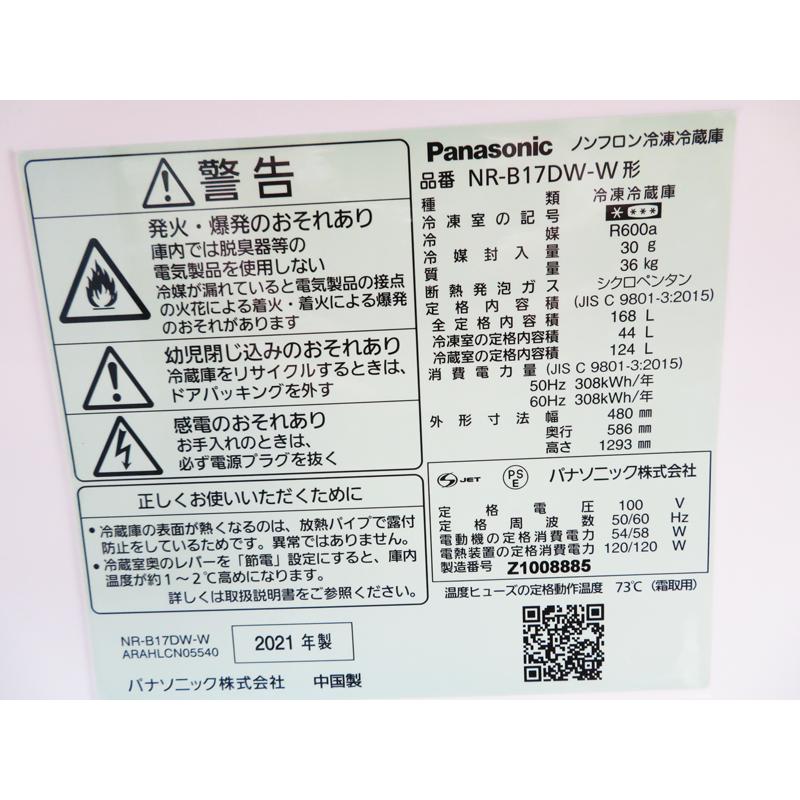 警告
発火・爆発のおそれあり
庫内では脱臭器等の
電気製品を使用しない
冷媒が漏れていると電気製品の接点
の火花による着火・着火による爆発
のおそれがあります
幼児閉じ込みのおそれあり
冷蔵庫をリサイクルするときは、
ドアパッキングを外す
感電のおそれあり
お手入れのときは、
必ず電源プラグを抜く
正しくお使いいただくために
• 冷蔵庫の表面が熱くなるのは、放熱パイプで露付
防止をしているためです。異常ではありません。
• 冷蔵室奥のレバーを「節電」設定にすると、庫内
温度が約1~2℃高めになります。
詳しくは取扱説明書をご参照ください。
NR-B17DW-W
ARAHLCN05540
2021年製
パナソニック株式会社 中国製
Panasonic ノンフロン冷凍冷蔵庫
品番 NR-B17DW-W形
種類 冷凍冷蔵庫
冷凍室の記号 * ***
冷媒 R600a
冷媒封入量 30 g
質量 36 kg
断熱発泡ガス シクロペンタン
定格内容積 (JIS C 9801-3:2015)
全定格内容積 168 L
冷凍室の定格内容積 44 L
冷蔵室の定格内容積 124 L
消費電力量 (JIS C 9801-3:2015)
50Hz 308kWh/年
60Hz 308kWh/年
外形寸法 幅 480 mm
奥行 586 mm
高さ 1293 mm
S JET PS E パナソニック株式会社
定格電圧 100 V
定格周波数 50/60 Hz
電動機の定格消費電力 54/58 W
電熱装置の定格消費電力 120/120 W
製造番号 Z1008885
温度ヒューズの定格動作温度 73℃(霜取用)